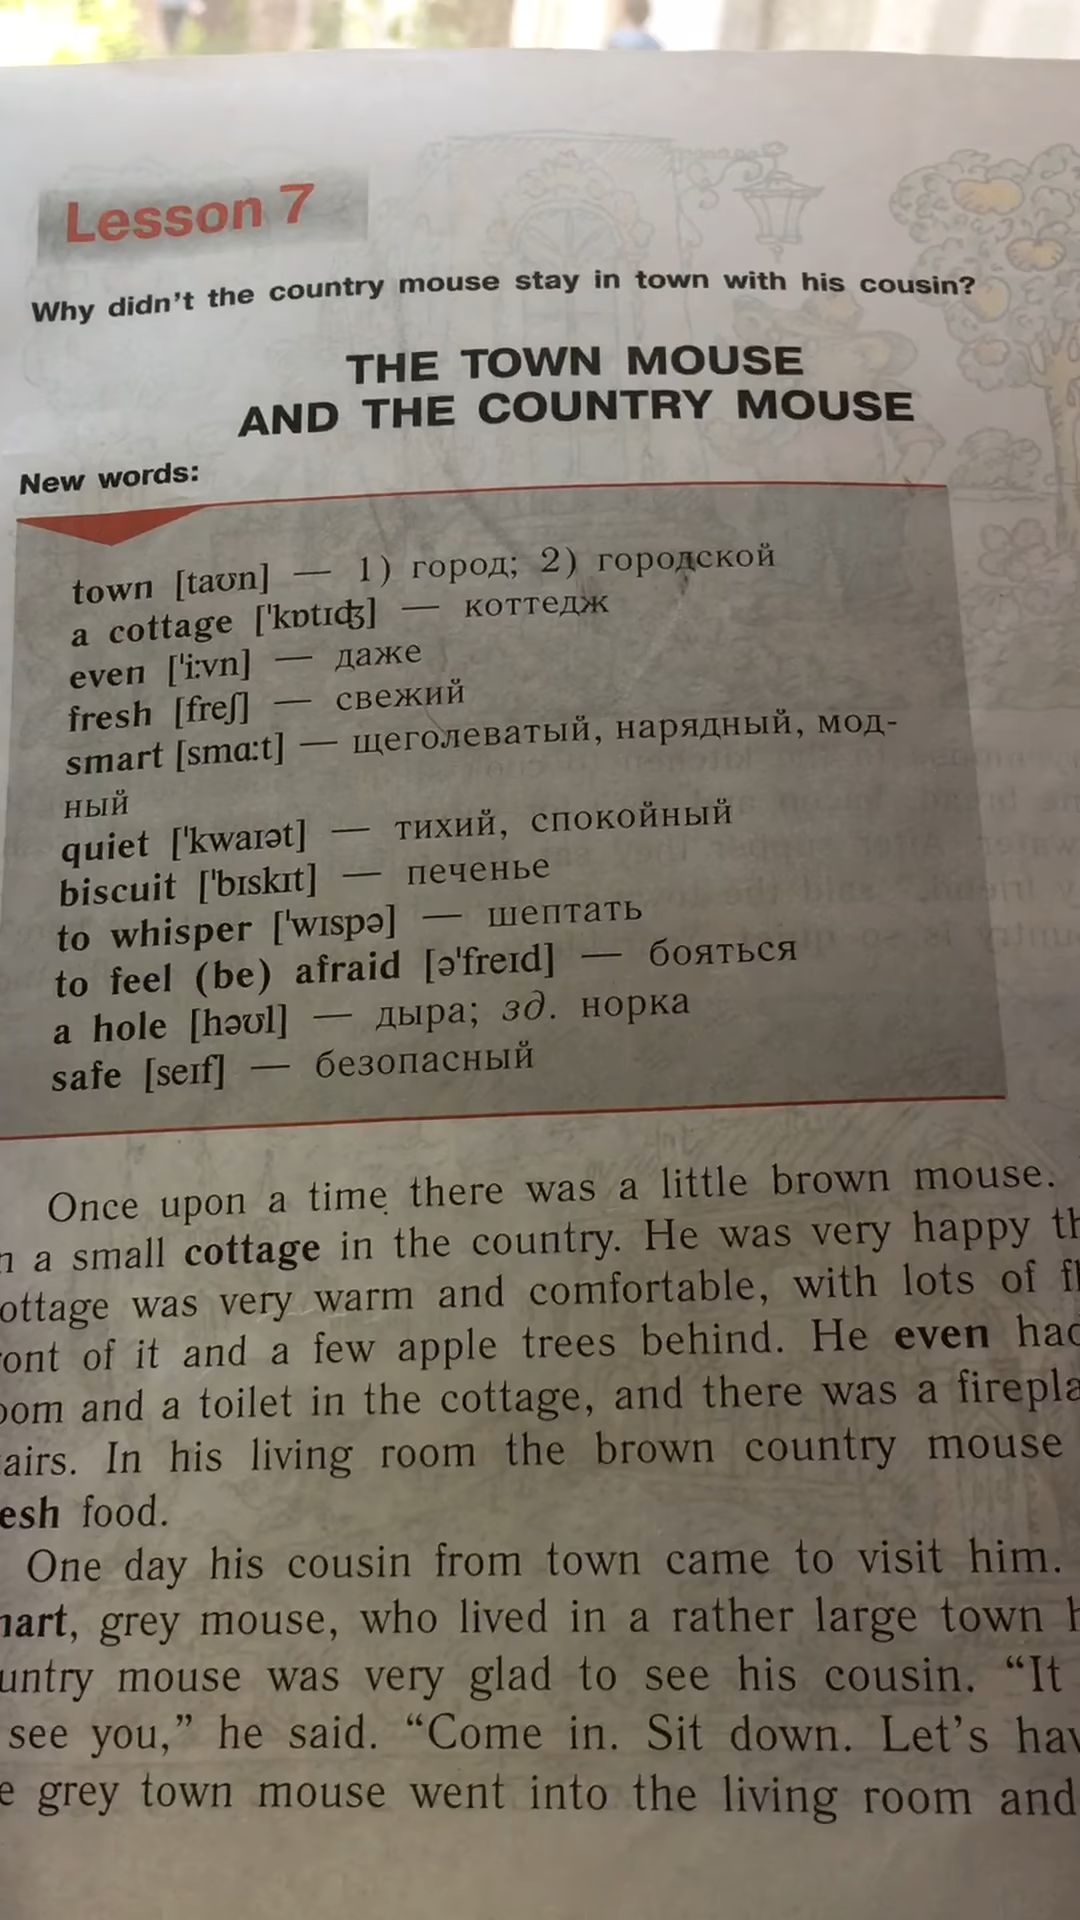 Lesson 7
Why didn't the country mouse stay in town with his cousin?
THE TOWN MOUSE
AND THE COUNTRY MOUSE
New words:
town [taʊn] — 1) город; 2) городской
a cottage ['kɒtɪʤ] — коттедж
even ['i:vn] — даже
fresh [freʃ] — свежий
smart [smɑ:t] — щеголеватый, нарядный, мод-
ный
quiet ['kwaɪət] — тихий, спокойный
biscuit ['bɪskɪt] — печенье
to whisper ['wɪspə] — шептать
to feel (be) afraid [ə'freɪd] — бояться
a hole [həʊl] — дыра; зд. норка
safe [seɪf] — безопасный
Once upon a time there was a little brown mouse.
a small cottage in the country. He was very happy
was very warm and comfortable, with lots of
of it and a few apple trees behind. He even had
and a toilet in the cottage, and there was a
In his living room the brown country mouse
food.
One day his cousin from town came to visit him.
grey mouse, who lived in a rather large town
mouse was very glad to see his cousin. “It
see you,” he said. “Come in. Sit down. Let’s
grey town mouse went into the living room and